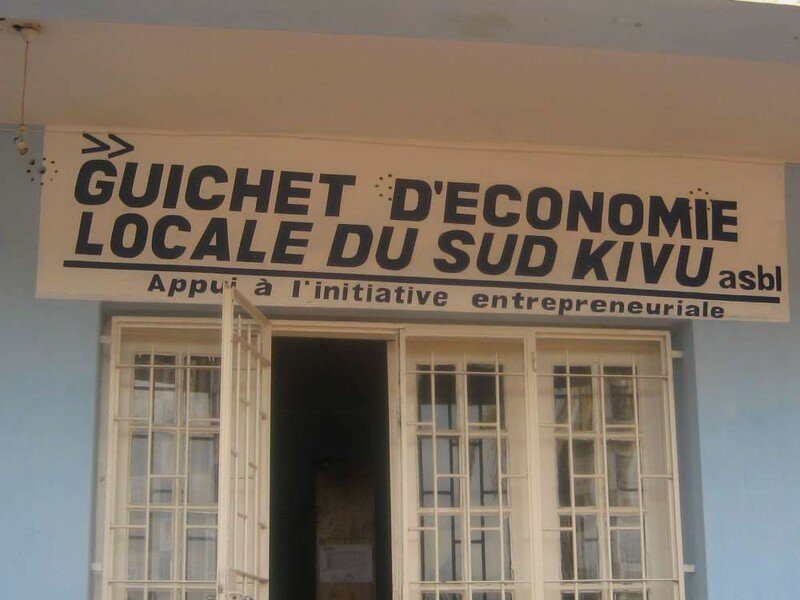 >> GUICHET D'ECONOMIE
LOCALE DU SUD KIVU asbl
Appui à l'initiative entrepreneuriale